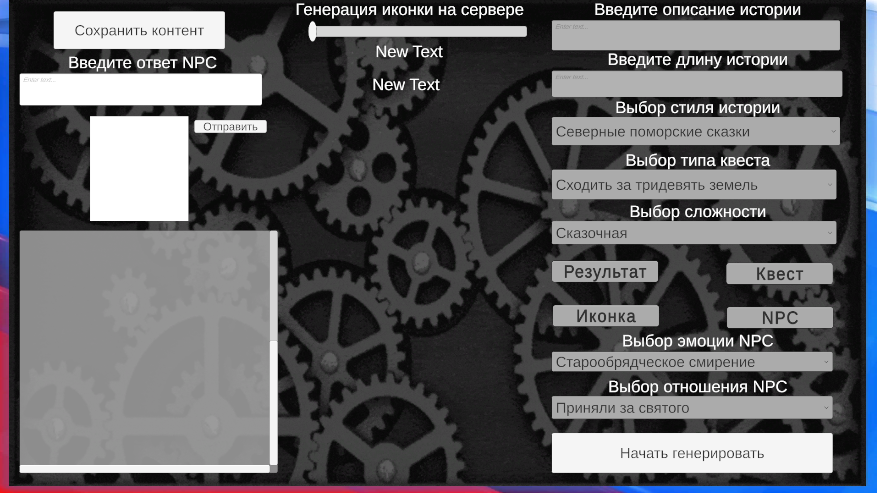 Сохранить контент
Введите ответ NPC
Enter text...
Отправить
Генерация иконки на сервере
New Text
New Text
Введите описание истории
Enter text...
Введите длину истории
Enter text...
Выбор стиля истории
Северные поморские сказки
Выбор типа квеста
Сходить за тридевять земель
Выбор сложности
Сказочная
Результат
Квест
Иконка
NPC
Выбор эмоции NPC
Старообрядческое смирение
Выбор отношения NPC
Приняли за святого
Начать генерировать